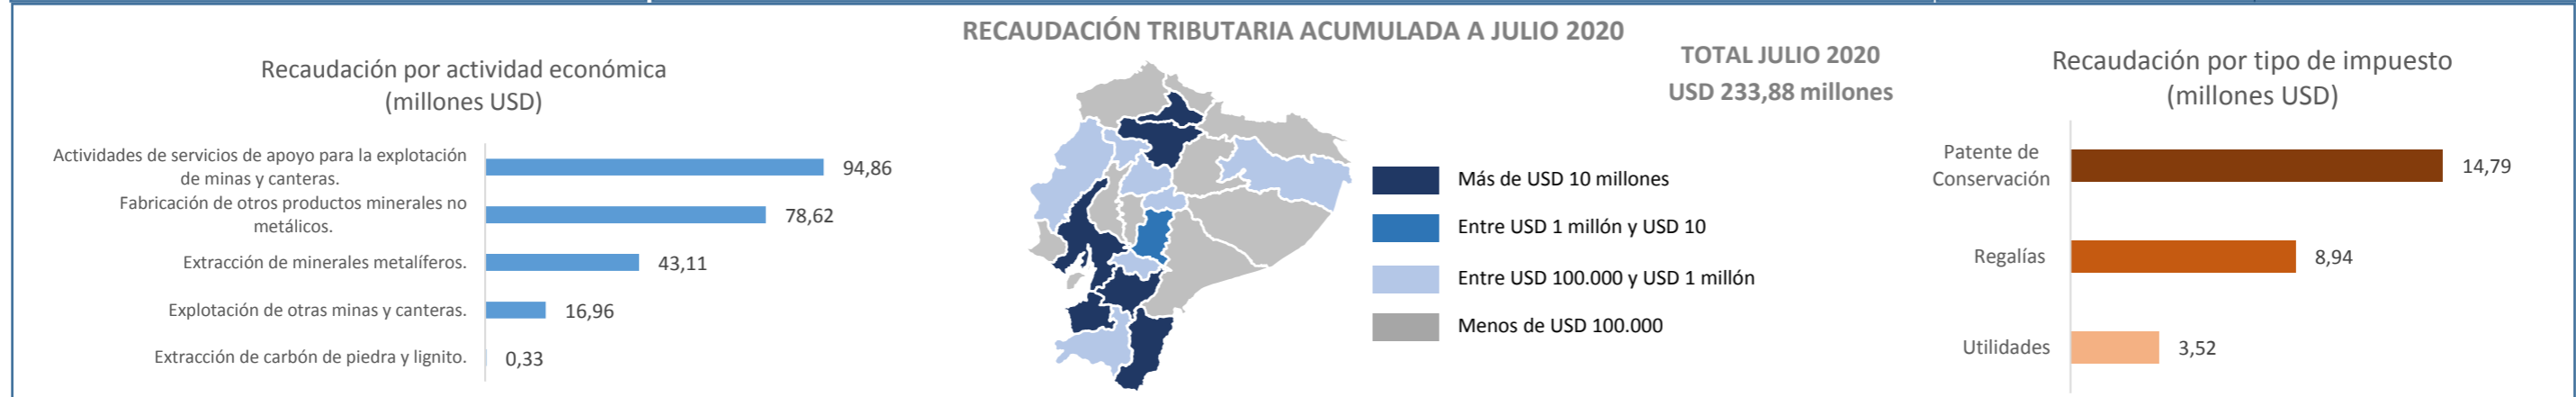 RECAUDACIÓN TRIBUTARIA ACUMULADA A JULIO 2020
Recaudación por actividad económica
(millones USD)
Actividades de servicios de apoyo para la explotación
de minas y canteras.
94,86
Fabricación de otros productos minerales no
metálicos.
78,62
Extracción de minerales metalíferos.
43,11
Explotación de otras minas y canteras.
16,96
Extracción de carbón de piedra y lignito.
0,33
TOTAL JULIO 2020
USD 233,88 millones
Más de USD 10 millones
Entre USD 1 millón y USD 10
Entre USD 100.000 y USD 1 millón
Menos de USD 100.000
Recaudación por tipo de impuesto
(millones USD)
Patente de
Conservación
14,79
Regalías
8,94
Utilidades
3,52